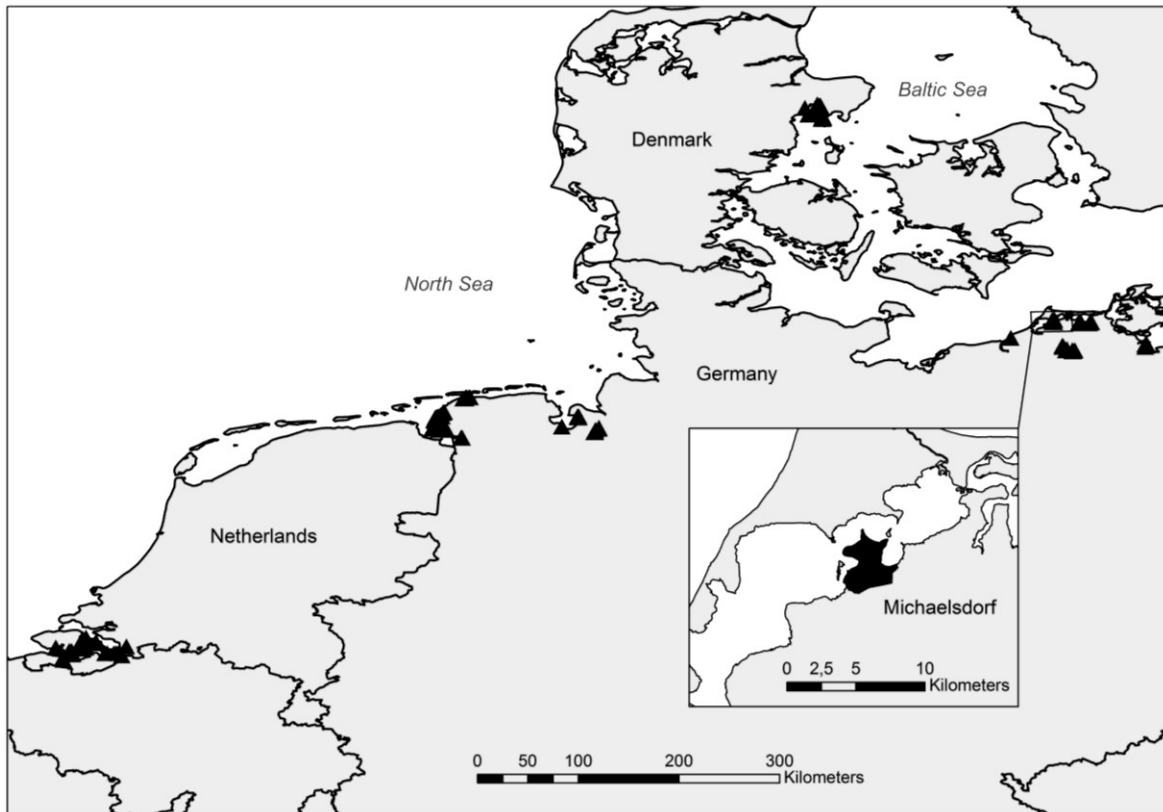 Baltic Sea
Denmark
North Sea
Germany
Netherlands
Michaelsdorf
0 2,5 5 10
Kilometers
0 50 100 200 300
Kilometers